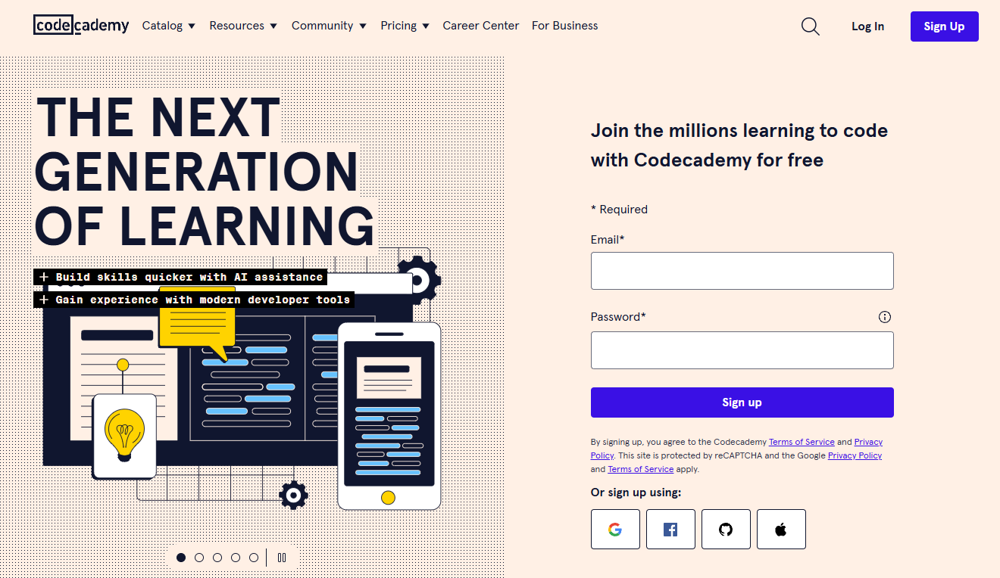 codecademy
Catalog
Resources
Community
Pricing
Career Center
For Business
Log In
Sign Up
THE NEXT
GENERATION
OF LEARNING
+ Build skills quicker with AI assistance
+ Gain experience with modern developer tools
Join the millions learning to code
with Codecademy for free
* Required
Email*
Password*
Sign up
By signing up, you agree to the Codecademy Terms of Service and Privacy
Policy. This site is protected by reCAPTCHA and the Google Privacy Policy
and Terms of Service apply.
Or sign up using: